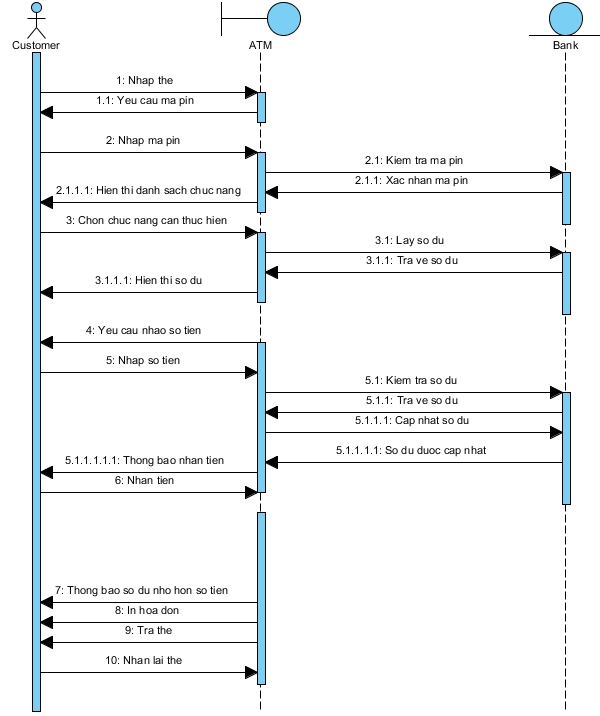 Customer
ATM
Bank
1: Nhap the
1.1: Yeu cau ma pin
2: Nhap ma pin
2.1: Kiem tra ma pin
2.1.1: Xac nhan ma pin
2.1.1.1: Hien thi danh sach chuc nang
3: Chon chuc nang can thuc hien
3.1: Lay so du
3.1.1: Tra ve so du
3.1.1.1: Hien thi so du
4: Yeu cau nhao so tien
5: Nhap so tien
5.1: Kiem tra so du
5.1.1: Tra ve so du
5.1.1.1: Cap nhat so du
5.1.1.1.1: So du duoc cap nhat
5.1.1.1.1.1: Thong bao nhan tien
6: Nhan tien
7: Thong bao so du nho hon so tien
8: In hoa don
9: Tra the
10: Nhan lai the